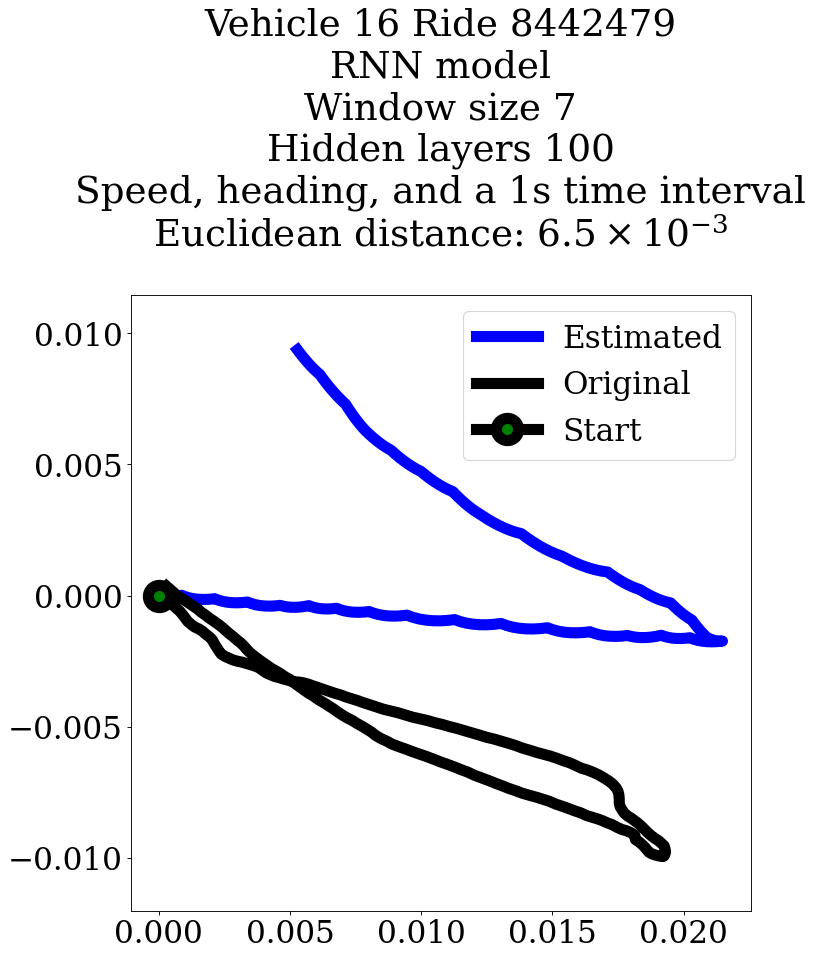 Vehicle 16 Ride 8442479
RNN model
Window size 7
Hidden layers 100
Speed, heading, and a 1s time interval
Euclidean distance: 6.5 × 10⁻³
Estimated
Original
Start
0.010
0.005
0.000
−0.005
−0.010
0.000 0.005 0.010 0.015 0.020